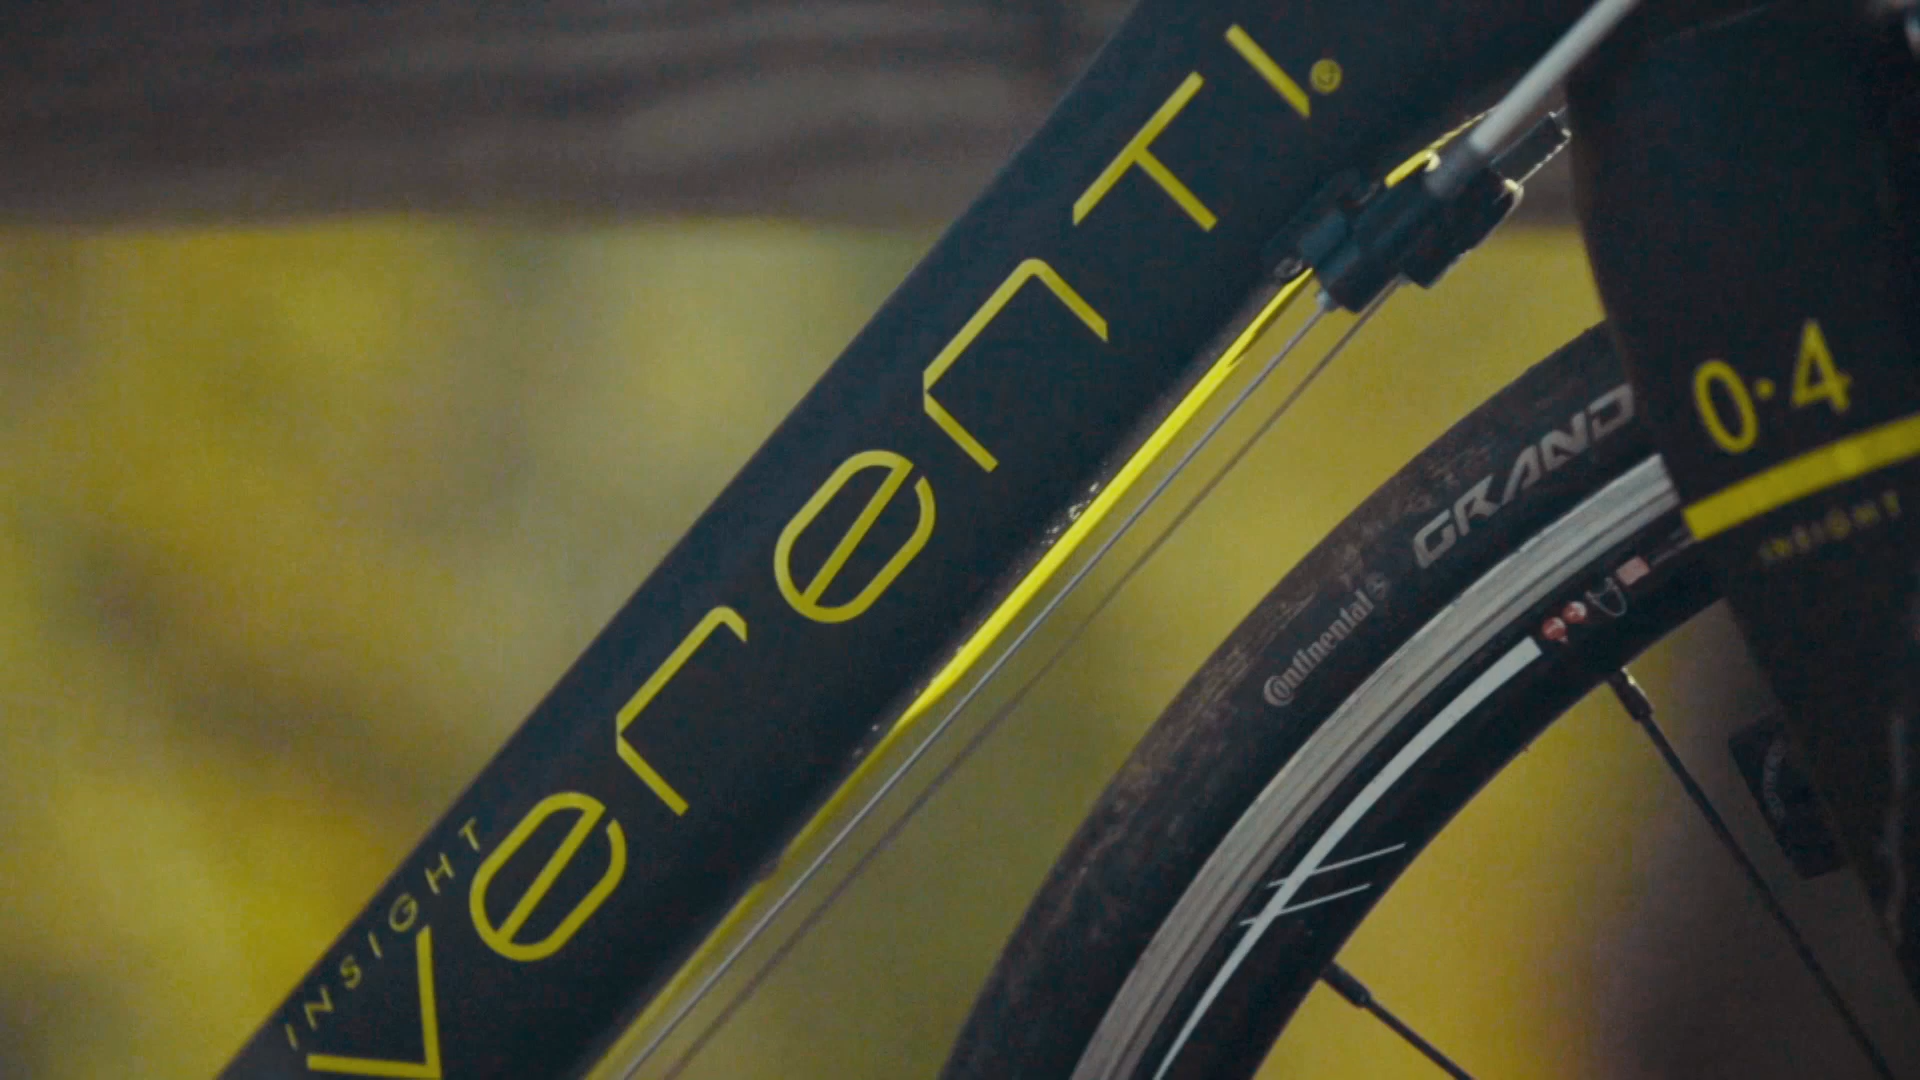 verenTI®
INSIGHT
0.4
INSIGHT
GRAND
Continental